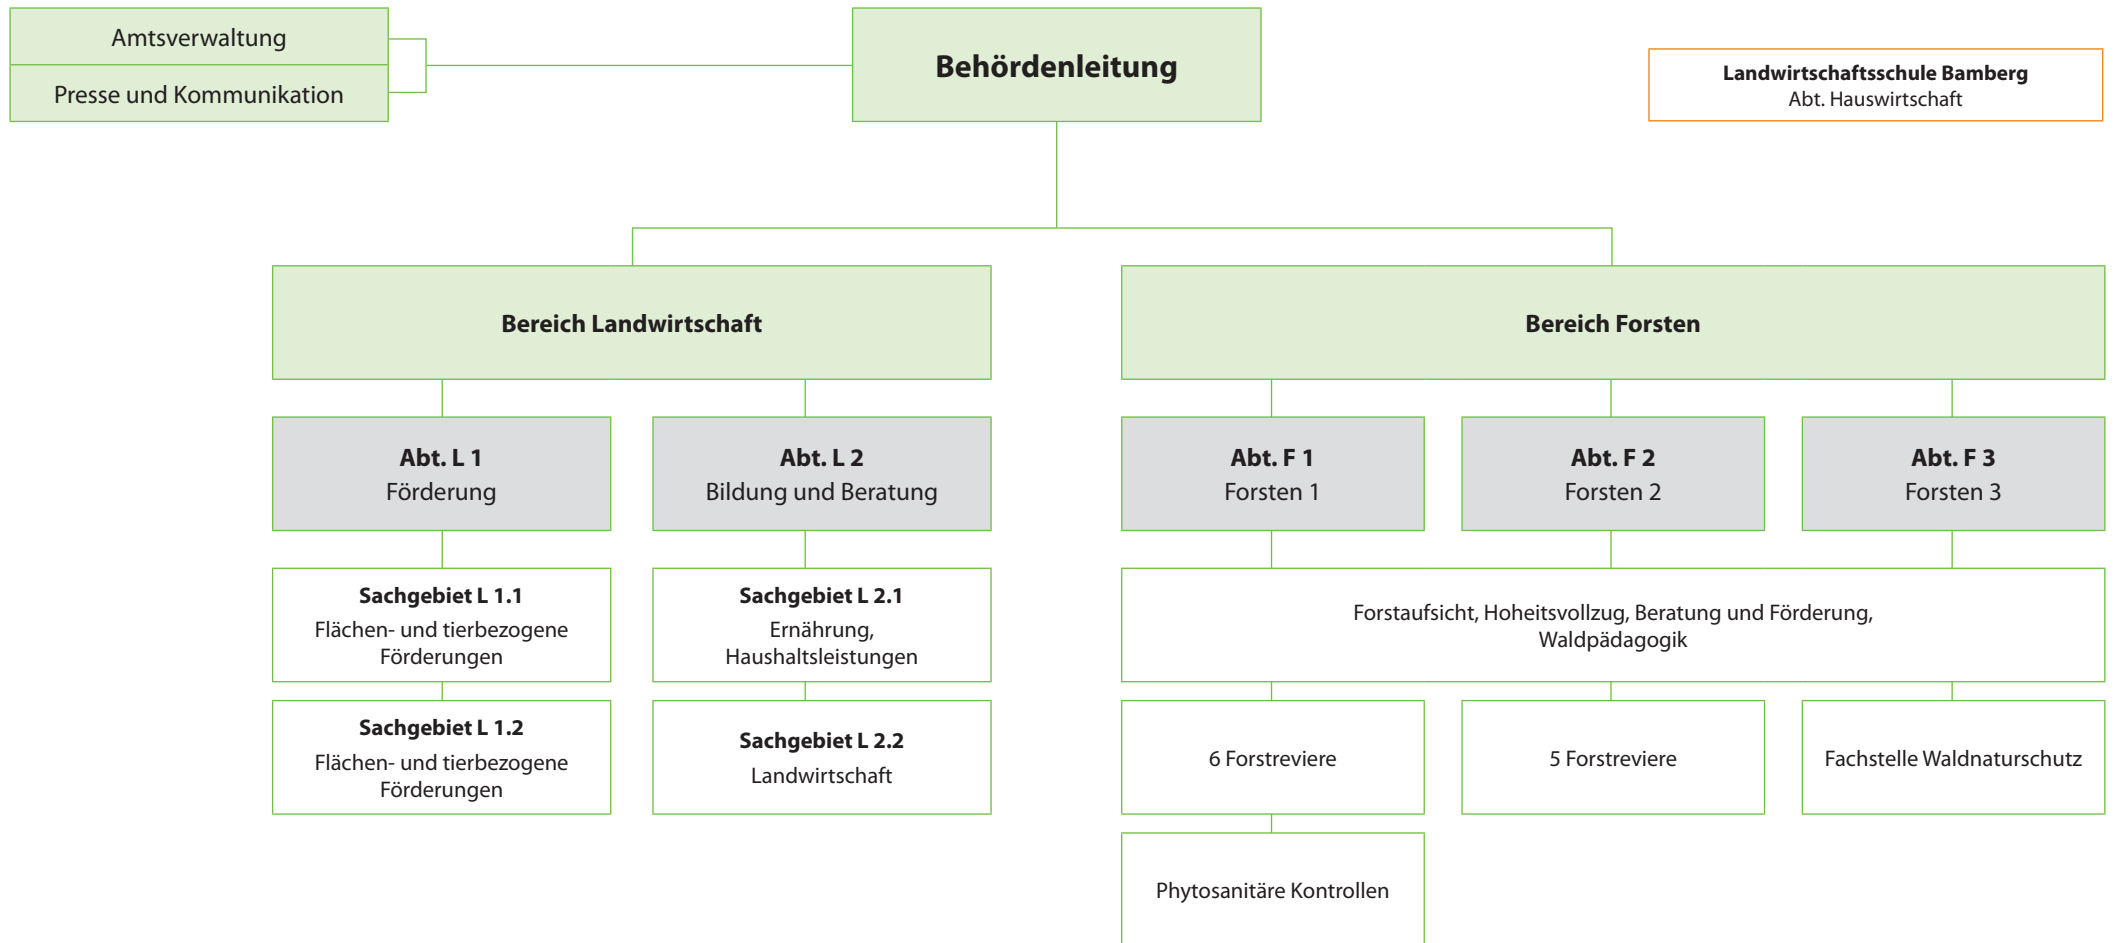 Amtsverwaltung
Presse und Kommunikation
Behördenleitung
Landwirtschaftsschule Bamberg
Abt. Hauswirtschaft
Bereich Landwirtschaft
Bereich Forsten
Abt. L 1
Förderung
Abt. L 2
Bildung und Beratung
Abt. F 1
Forsten 1
Abt. F 2
Forsten 2
Abt. F 3
Forsten 3
Sachgebiet L 1.1
Flächen- und tierbezogene
Förderungen
Sachgebiet L 2.1
Ernährung,
Haushaltsleistungen
Forstaufsicht, Hoheitsvollzug, Beratung und Förderung,
Waldpädagogik
Sachgebiet L 1.2
Flächen- und tierbezogene
Förderungen
Sachgebiet L 2.2
Landwirtschaft
6 Forstreviere
5 Forstreviere
Fachstelle Waldnaturschutz
Phytosanitäre Kontrollen